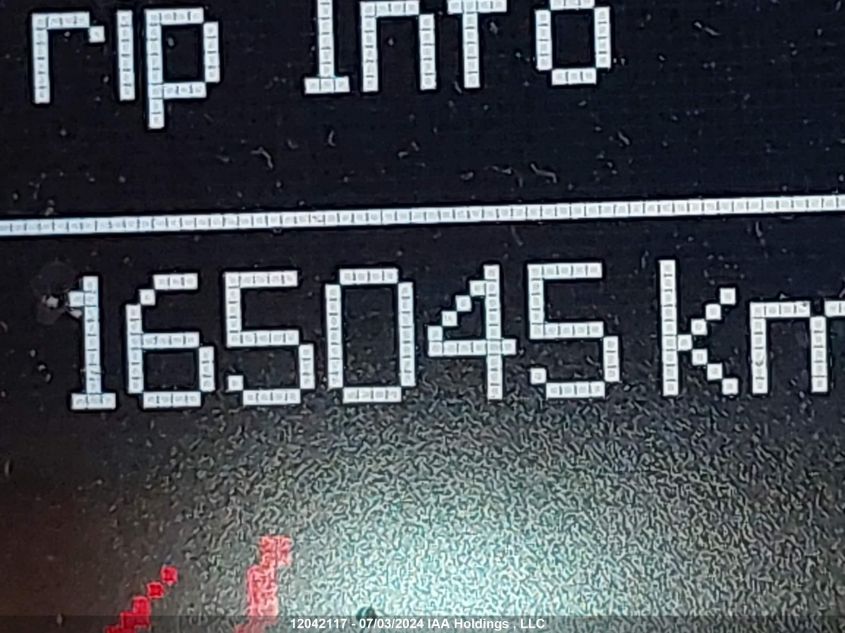 rip Info
165045 km
12042117 - 07/03/2024 IAA Holdings , LLC